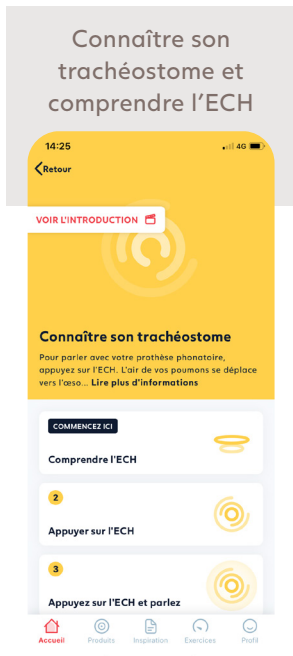 Connaître son
trachéostome et
comprendre l'ECH
14:25
4G
Retour
VOIR L'INTRODUCTION
Connaître son trachéostome
Pour parler avec votre prothèse phonatoire,
appuyez sur l'ECH. L'air de vos poumons se déplace
vers l'œso... Lire plus d'informations
COMMENCEZ ICI
Comprendre l'ECH
2
Appuyer sur l'ECH
3
Appuyez sur l'ECH et parlez
Accueil Produits Inspiration Exercices Profil